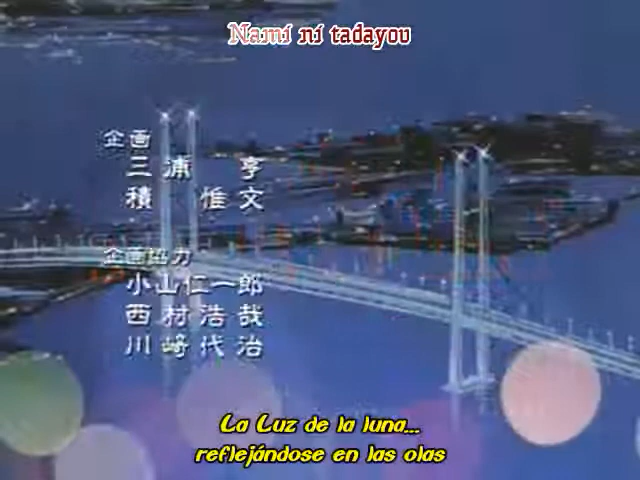 Nami ni tadayou
企画
三浦 亨
積 惟文
企画協力
小山仁一郎
西村浩哉
川崎代治
La Luz de la luna...
reflejándose en las olas